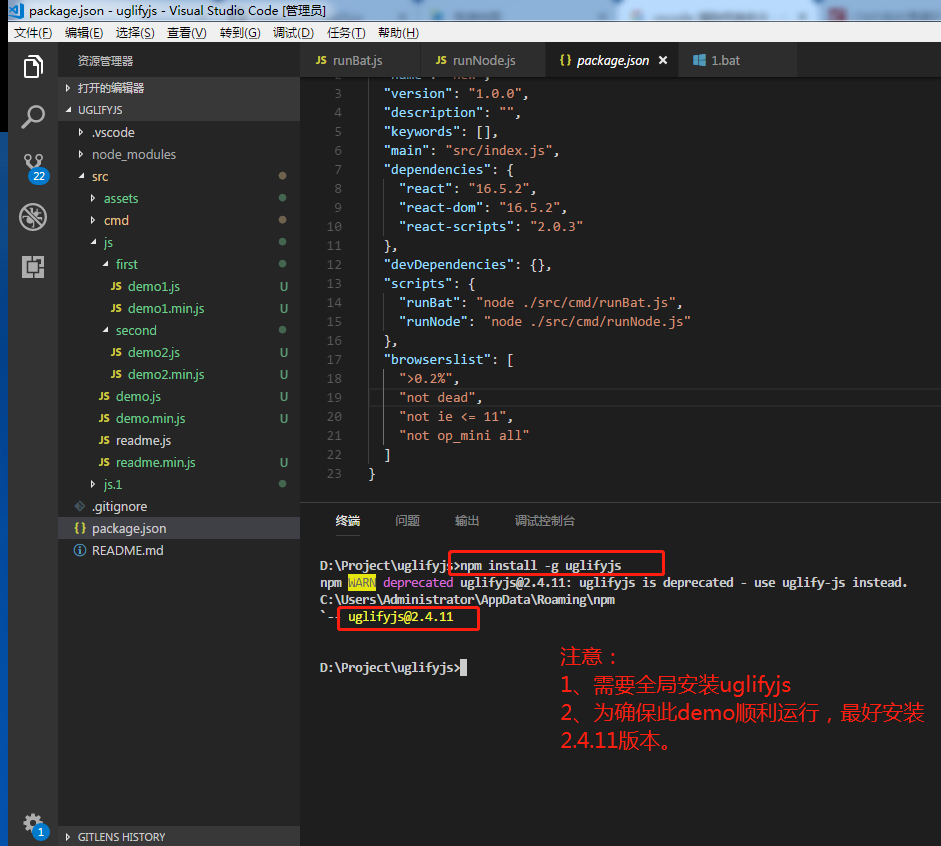 package.json - uglifyjs - Visual Studio Code [管理员]
文件(F) 编辑(E) 选择(S) 查看(V) 转到(G) 调试(D) 任务(T) 帮助(H)
资源管理器
打开的编辑器
UGLIFYJS
.vscode
node_modules
src
assets
cmd
js
first
JS demo1.js U
JS demo1.min.js U
second
JS demo2.js U
JS demo2.min.js U
JS demo.js U
JS demo.min.js U
JS readme.js
JS readme.min.js U
js.1
.gitignore
{} package.json
README.md
GITLENS HISTORY
22
1
JS runBat.js JS runNode.js {} package.json × 1.bat
2 "name": "new",
3 "version": "1.0.0",
4 "description": "",
5 "keywords": [],
6 "main": "src/index.js",
7 "dependencies": {
8 "react": "16.5.2",
9 "react-dom": "16.5.2",
10 "react-scripts": "2.0.3"
11 },
12 "devDependencies": {},
13 "scripts": {
14 "runBat": "node ./src/cmd/runBat.js",
15 "runNode": "node ./src/cmd/runNode.js"
16 },
17 "browserslist": [
18 ">0.2%",
19 "not dead",
20 "not ie <= 11",
21 "not op_mini all"
22 ]
23 }
终端 问题 输出 调试控制台
D:\Project\uglifyjs>npm install -g uglifyjs
npm WARN deprecated uglifyjs@2.4.11: uglifyjs is deprecated - use uglify-js instead.
C:\Users\Administrator\AppData\Roaming\npm
`-- uglifyjs@2.4.11
D:\Project\uglifyjs>
注意：
1、需要全局安装uglifyjs
2、为确保此demo顺利运行，最好安装
2.4.11版本。